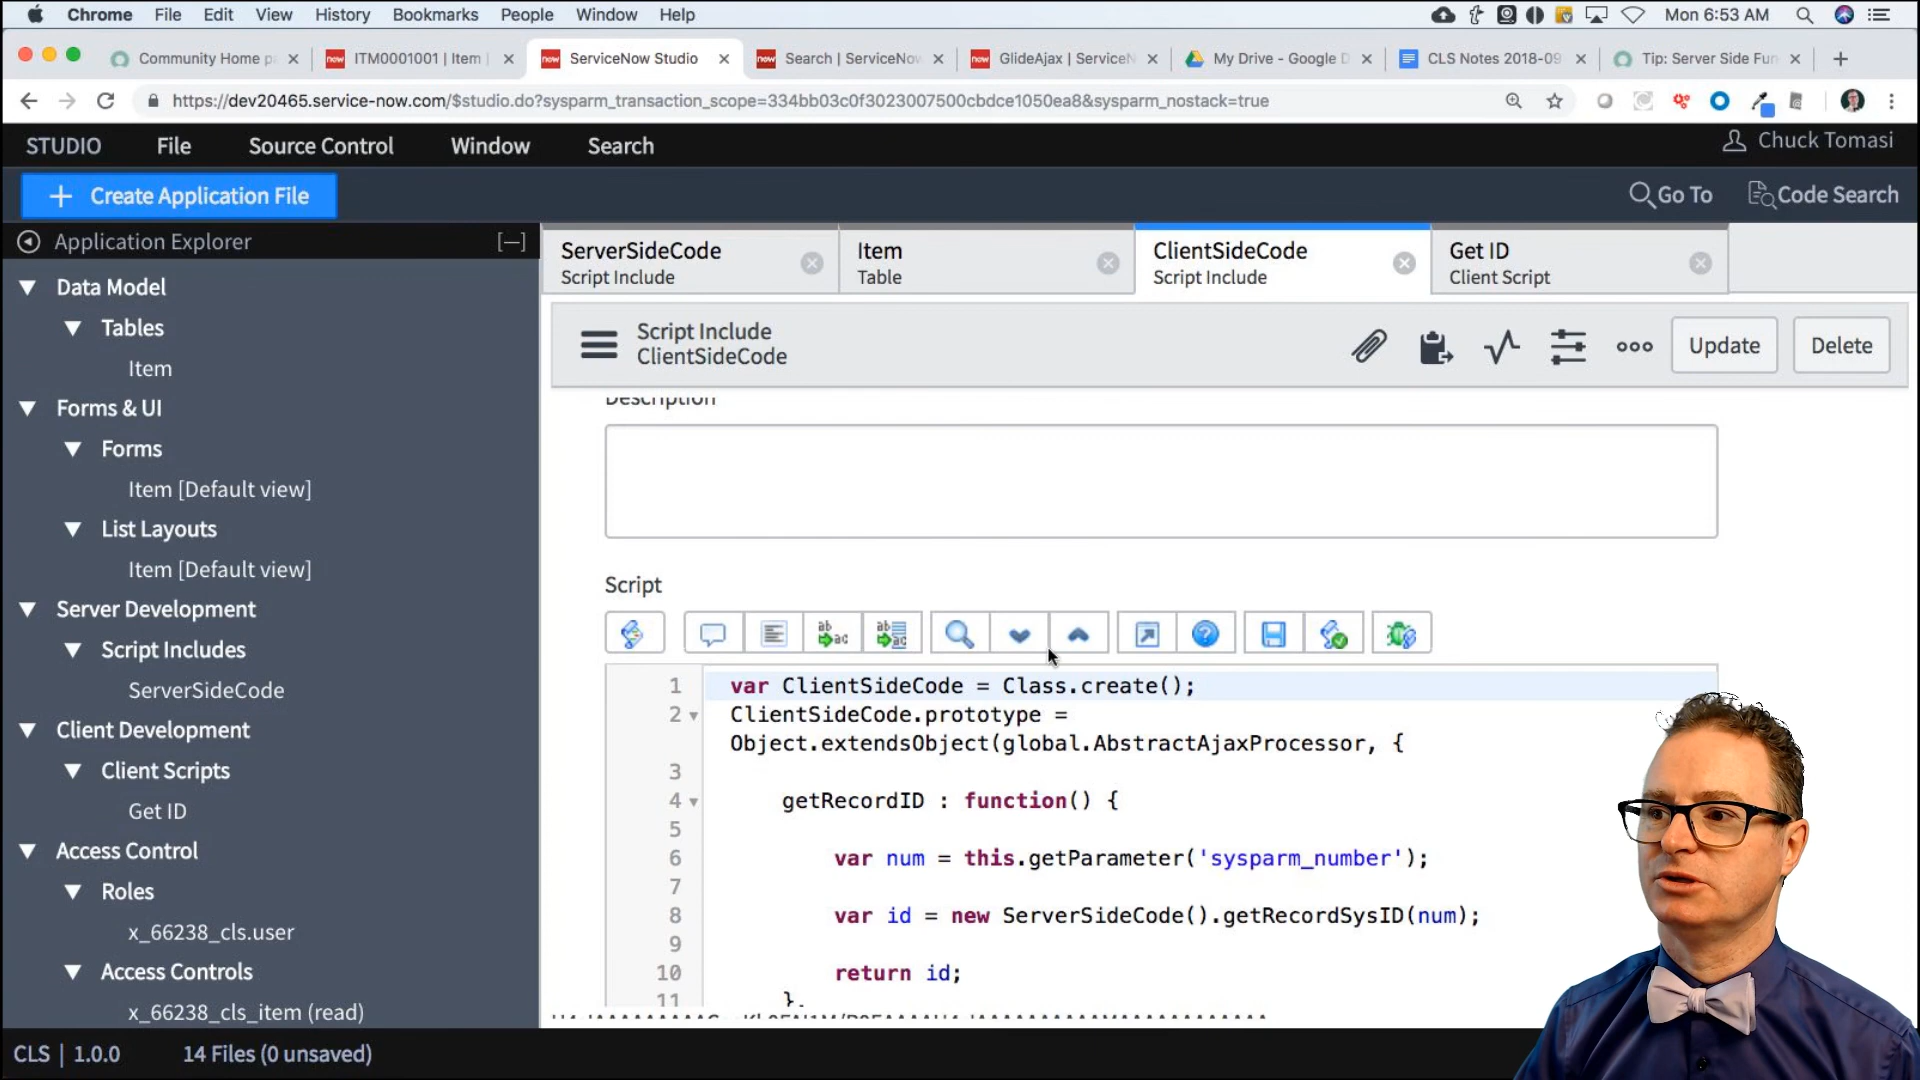 Chrome File Edit View History Bookmarks People Window Help Mon 6:53 AM
Community Home p
ITM0001001 | Item |
ServiceNow Studio
Search | ServiceNow
GlideAjax | ServiceN
My Drive - Google D
CLS Notes 2018-09
Tip: Server Side Fun
https://dev20465.service-now.com/$studio.do?sysparm_transaction_scope=334bb03c0f3023007500cbdce1050ea8&sysparm_nostack=true
STUDIO File Source Control Window Search Chuck Tomasi
Create Application File
Go To Code Search
Application Explorer [—]
Data Model
Tables
Item
Forms & UI
Forms
Item [Default view]
List Layouts
Item [Default view]
Server Development
Script Includes
ServerSideCode
Client Development
Client Scripts
Get ID
Access Control
Roles
x_66238_cls.user
Access Controls
x_66238_cls_item (read)
ServerSideCode
Script Include
Item
Table
ClientSideCode
Script Include
Get ID
Client Script
Script Include
ClientSideCode
Update Delete
Description
Script
1 var ClientSideCode = Class.create();
2 ClientSideCode.prototype =
Object.extendsObject(global.AbstractAjaxProcessor, {
3
4 getRecordID : function() {
5
6 var num = this.getParameter('sysparm_number');
7
8 var id = new ServerSideCode().getRecordSysID(num);
9
10 return id;
11 },
CLS | 1.0.0 14 Files (0 unsaved)